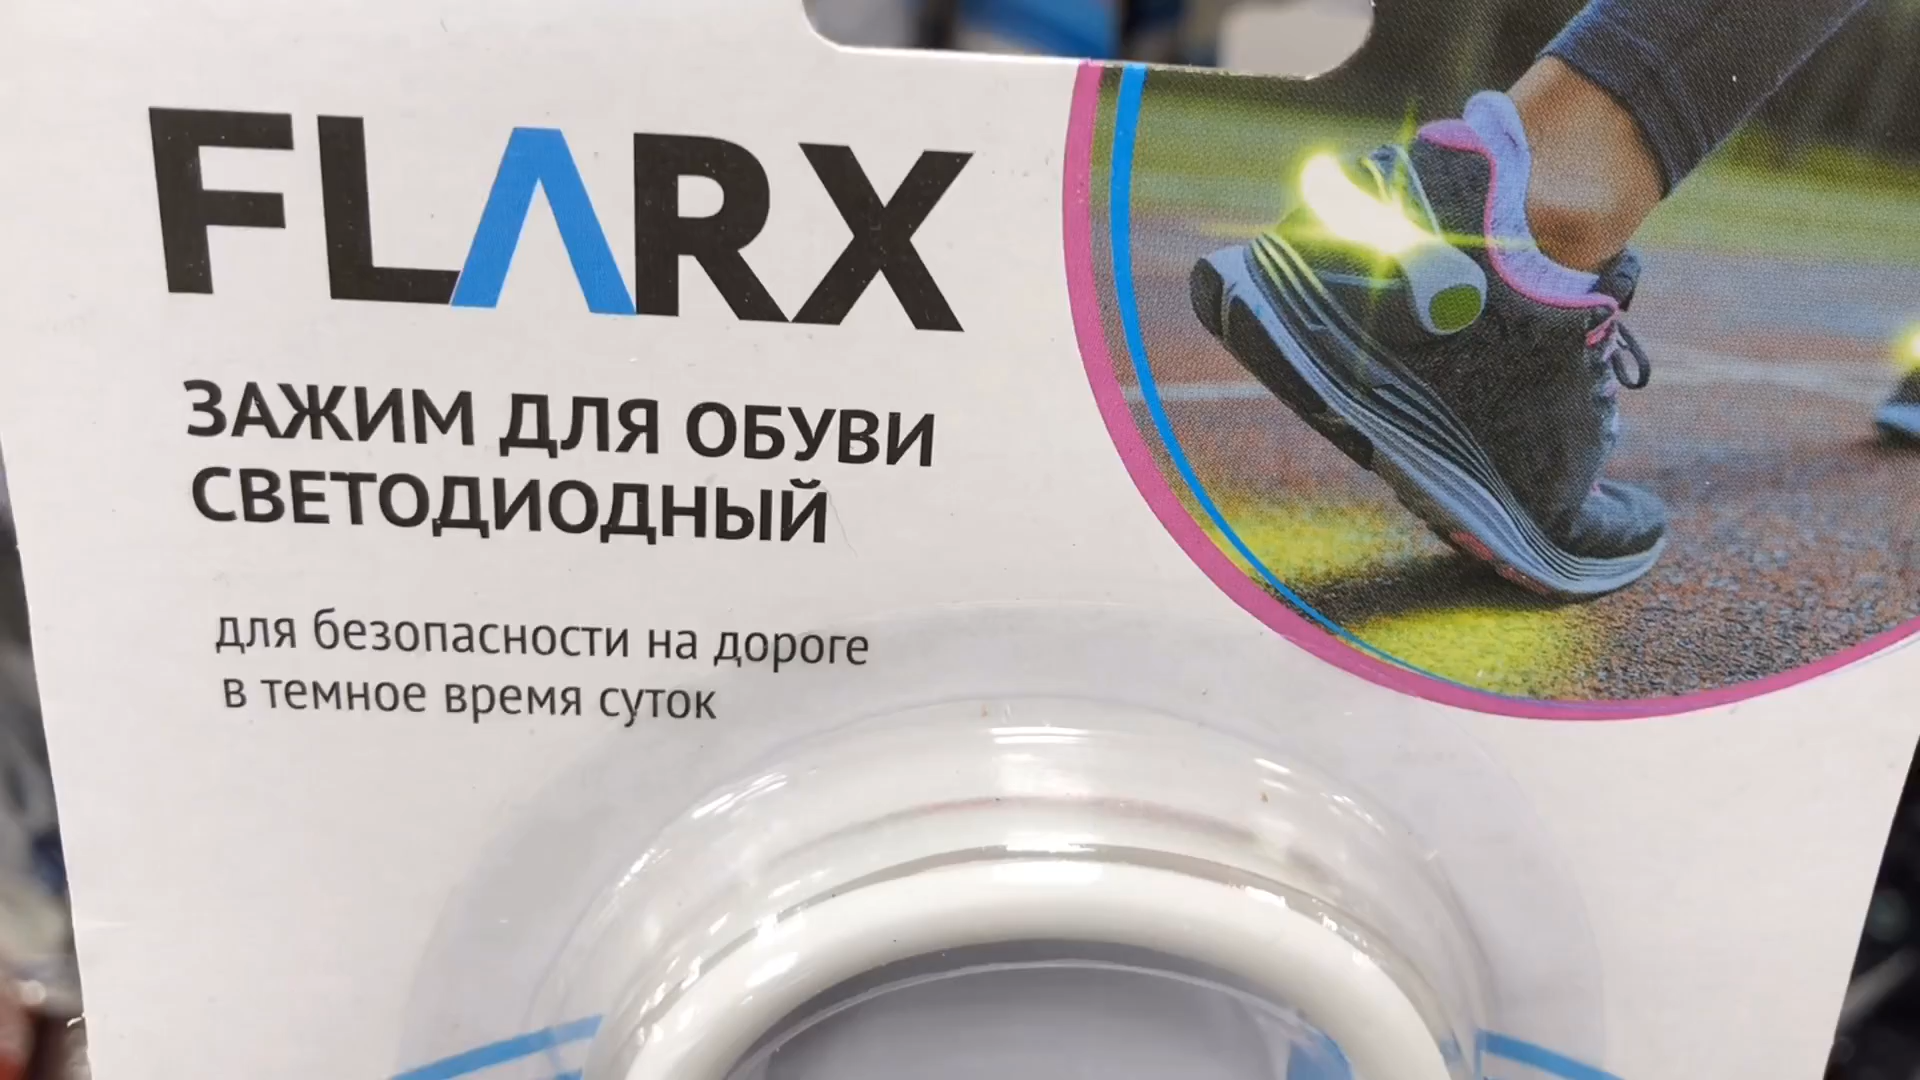 FLARX
ЗАЖИМ ДЛЯ ОБУВИ
СВЕТОДИОДНЫЙ
для безопасности на дороге
в темное время суток